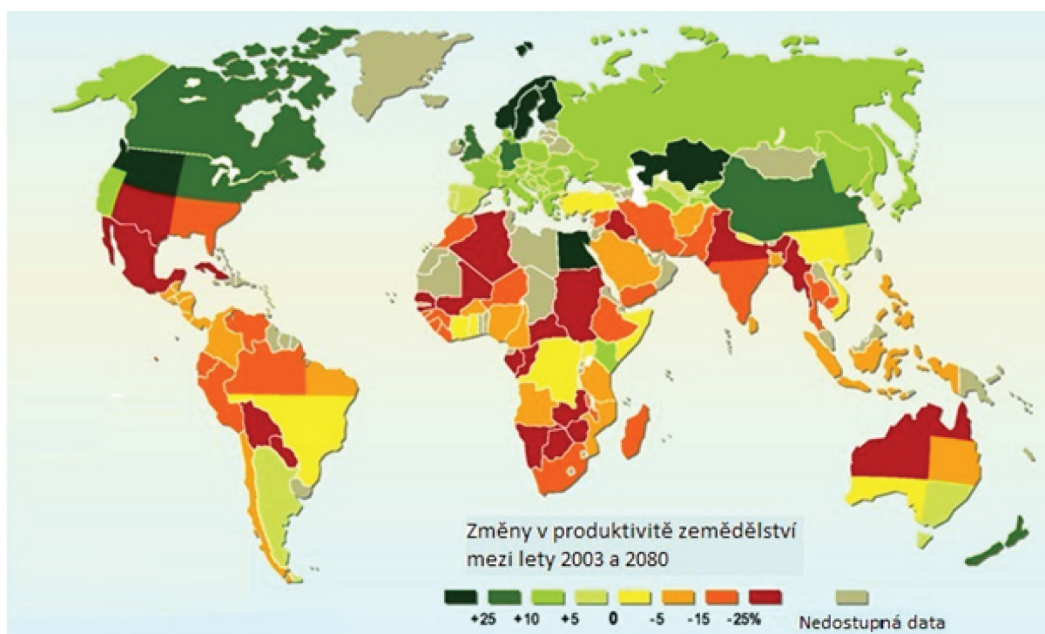 Změny v produktivitě zemědělství
mezi lety 2003 a 2080
+25 +10 +5 0 -5 -15 -25%
Nedostupná data